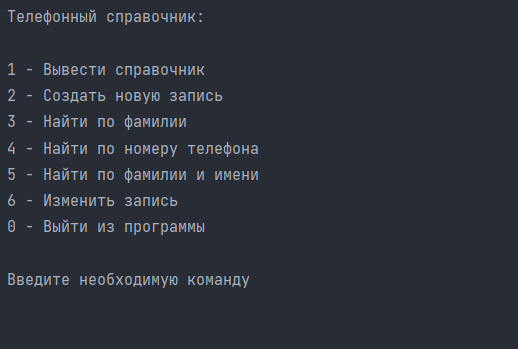 Телефонный справочник:
1 - Вывести справочник
2 - Создать новую запись
3 - Найти по фамилии
4 - Найти по номеру телефона
5 - Найти по фамилии и имени
6 - Изменить запись
0 - Выйти из программы
Введите необходимую команду